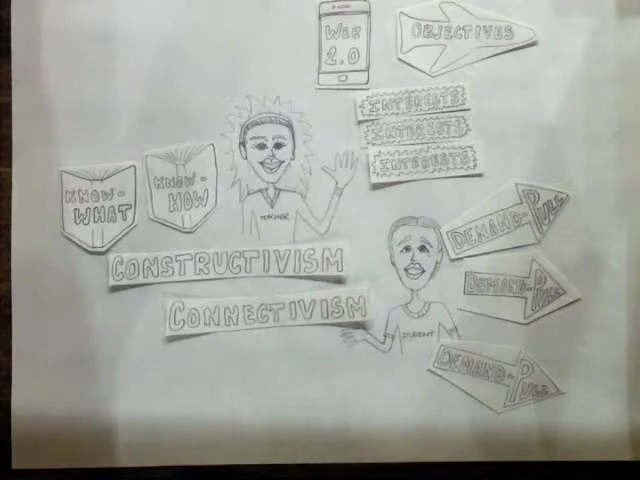 WEB
2.0
OBJECTIVES
INTERESTS
INTERESTS
INTERESTS
KNOW-
WHAT
KNOW-
HOW
TEACHER
CONSTRUCTIVISM
CONNECTIVISM
STUDENT
DEMAND-PULL
DEMAND-PULL
DEMAND-PULL